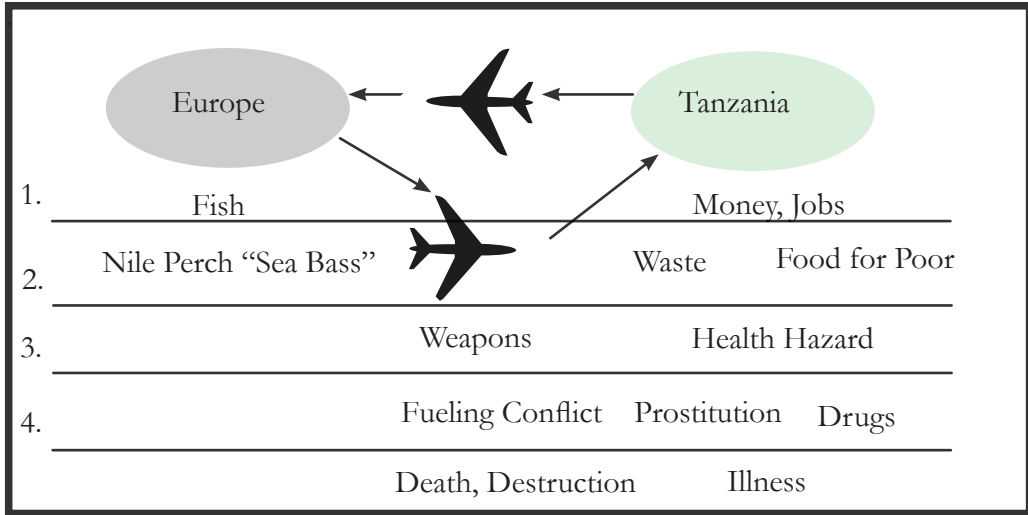 Europe Tanzania
1. Fish Money, Jobs
2. Nile Perch “Sea Bass” Waste Food for Poor
3. Weapons Health Hazard
4. Fueling Conflict Prostitution Drugs
Death, Destruction Illness